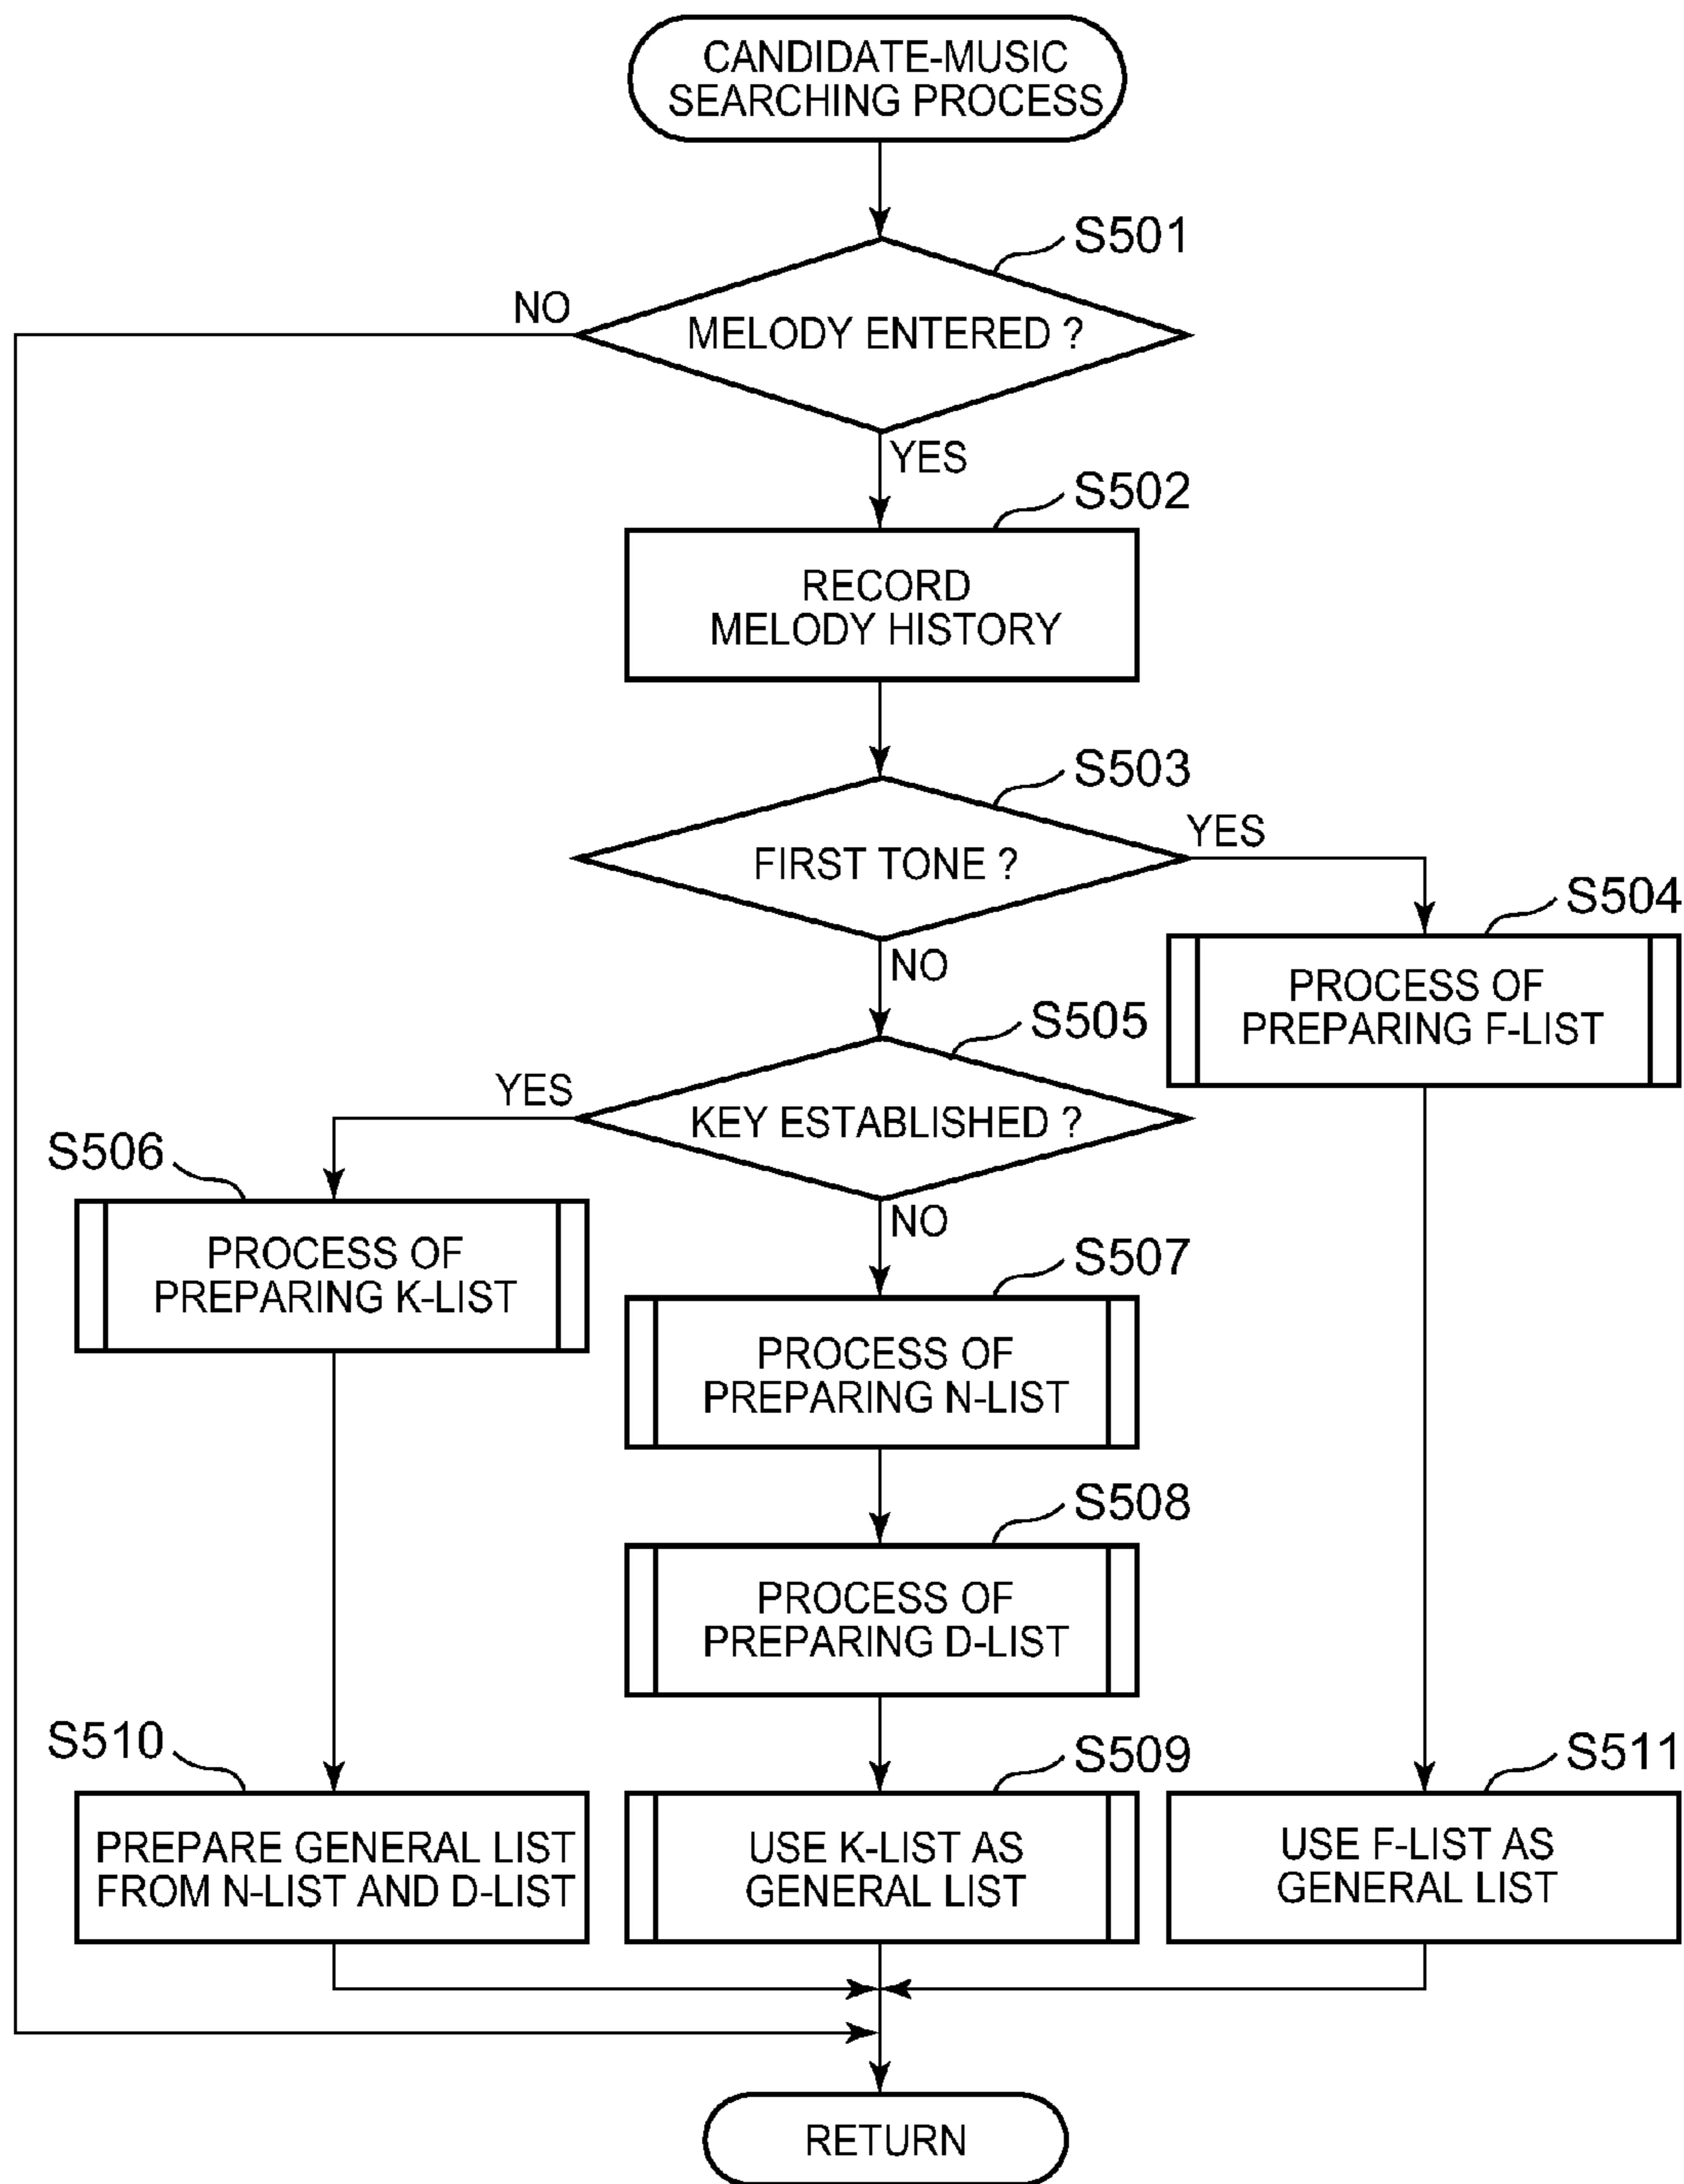 CANDIDATE-MUSIC
SEARCHING PROCESS
S501
NO
MELODY ENTERED ?
YES
S502
RECORD
MELODY HISTORY
S503
YES
FIRST TONE ?
S504
NO
PROCESS OF
PREPARING F-LIST
S505
YES
KEY ESTABLISHED ?
S506
NO
PROCESS OF
PREPARING K-LIST
S507
PROCESS OF
PREPARING N-LIST
S508
PROCESS OF
PREPARING D-LIST
S510
S509
S511
PREPARE GENERAL LIST
FROM N-LIST AND D-LIST
USE K-LIST AS
GENERAL LIST
USE F-LIST AS
GENERAL LIST
RETURN